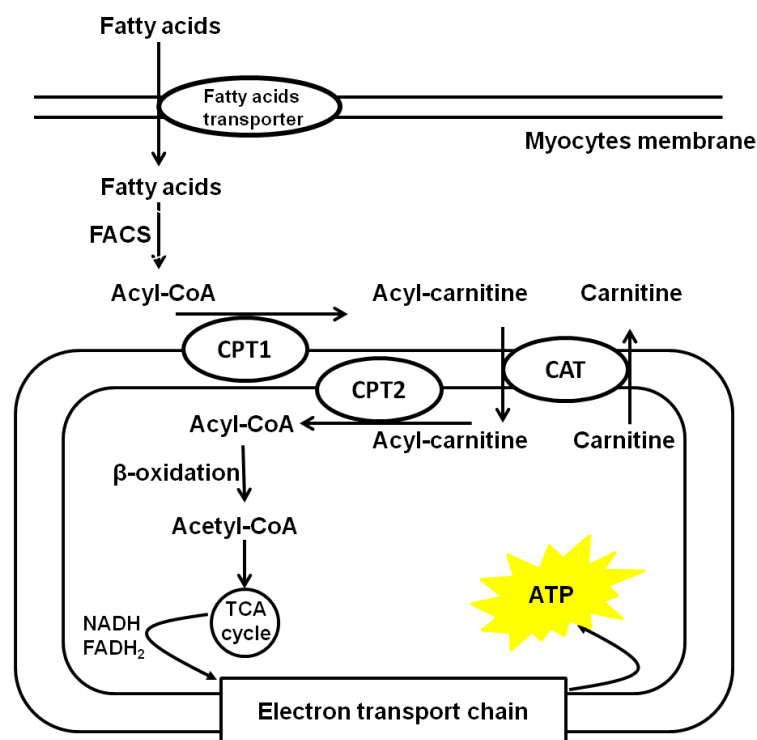 Fatty acids
Fatty acids
transporter
Myocytes membrane
Fatty acids
FACS
Acyl-CoA
Acyl-carnitine
Carnitine
CPT1
CAT
CPT2
Acyl-CoA
Acyl-carnitine
Carnitine
β-oxidation
Acetyl-CoA
ATP
TCA
cycle
NADH
FADH₂
Electron transport chain